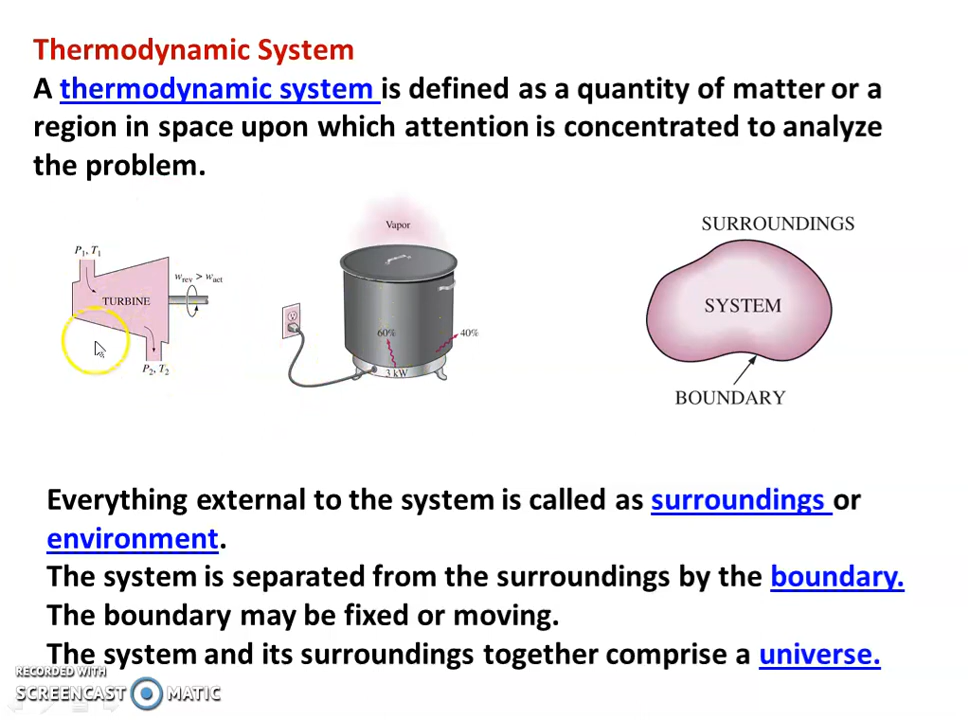 Thermodynamic System
A thermodynamic system is defined as a quantity of matter or a
region in space upon which attention is concentrated to analyze
the problem.
P1, T1
TURBINE
wrev > wact
P2, T2
Vapor
60%
40%
3 kW
SURROUNDINGS
SYSTEM
BOUNDARY
Everything external to the system is called as surroundings or
environment.
The system is separated from the surroundings by the boundary.
The boundary may be fixed or moving.
The system and its surroundings together comprise a universe.
RECORDED WITH
SCREENCAST MATIC